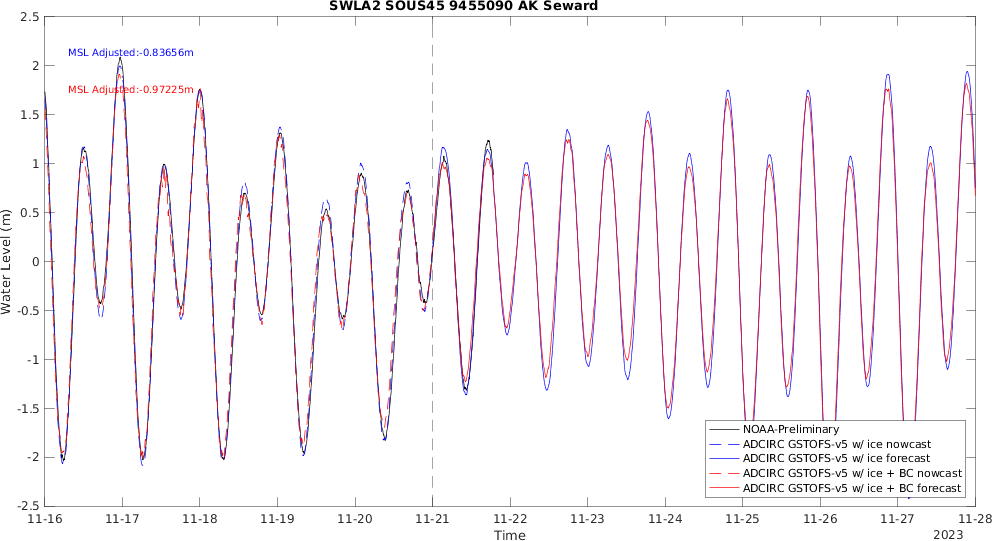 SWLA2 SOUS45 9455090 AK Seward
2.5
2
1.5
1
0.5
0
-0.5
-1
-1.5
-2
-2.5
Water Level (m)
MSL Adjusted:-0.83656m
MSL Adjusted:-0.97225m
NOAA-Preliminary
ADCIRC GSTOFS-v5 w/ ice nowcast
ADCIRC GSTOFS-v5 w/ ice forecast
ADCIRC GSTOFS-v5 w/ ice + BC nowcast
ADCIRC GSTOFS-v5 w/ ice + BC forecast
11-16 11-17 11-18 11-19 11-20 11-21 11-22 11-23 11-24 11-25 11-26 11-27 11-28
Time
2023